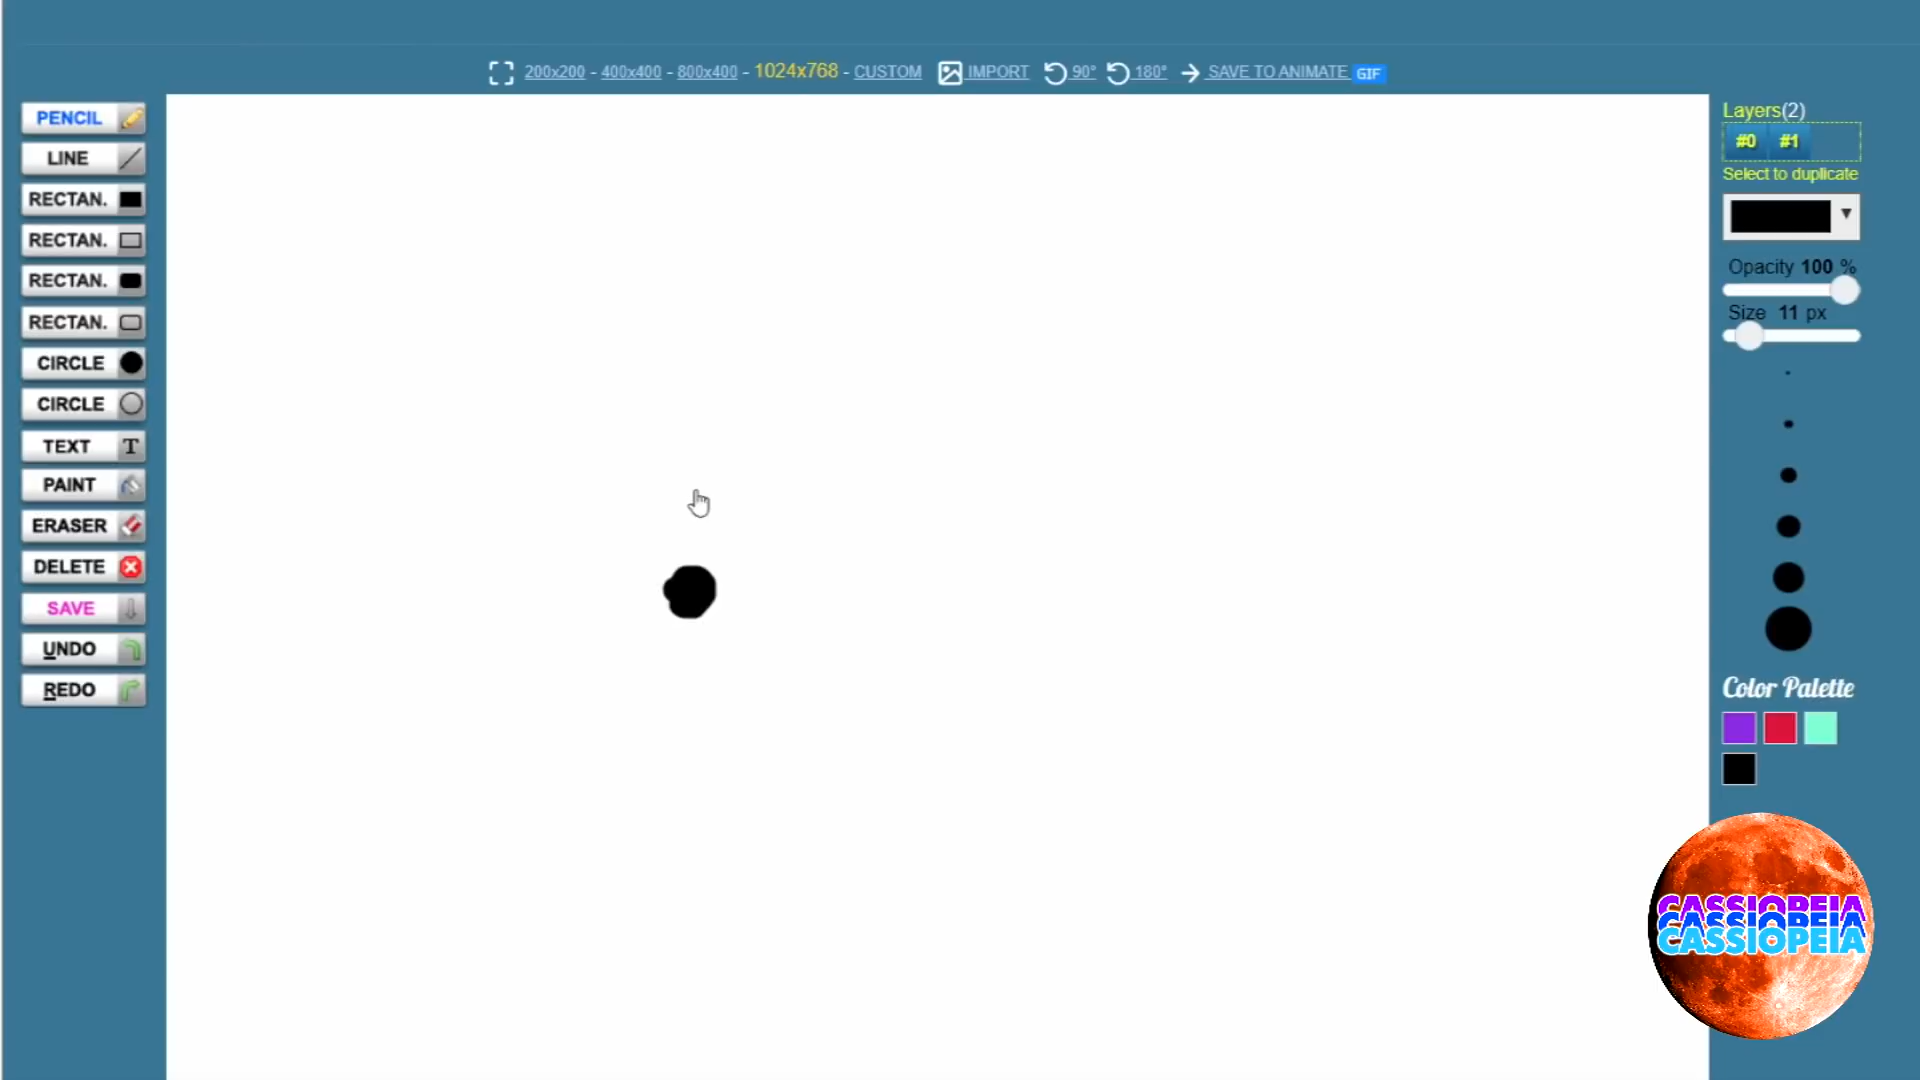 200x200 - 400x400 - 800x400 - 1024x768 - CUSTOM IMPORT 90° 180° SAVE TO ANIMATE GIF
PENCIL
LINE
RECTAN.
RECTAN.
RECTAN.
RECTAN.
CIRCLE
CIRCLE
TEXT T
PAINT
ERASER
DELETE
SAVE
UNDO
REDO
Layers(2)
#0 #1
Select to duplicate
Opacity 100 %
Size 11 px
Color Palette
CASSIOPEIA
CASSIOPEIA
CASSIOPEIA